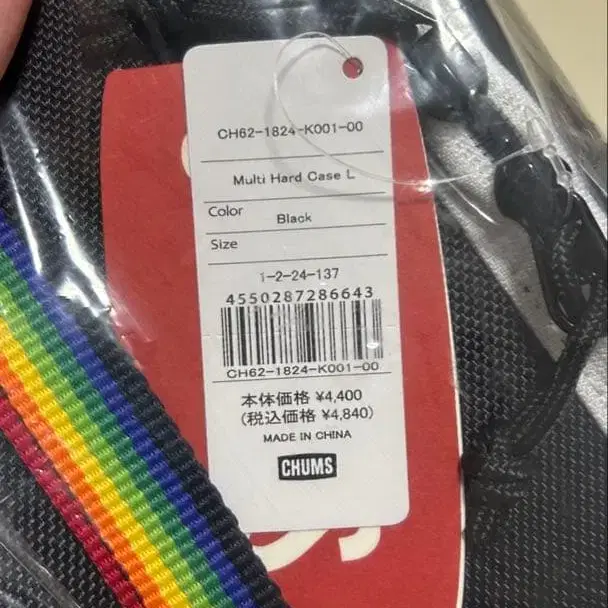 CH62-1824-K001-00
Multi Hard Case L
Color Black
Size
1-2-24-137
4550287286643
CH62-1824-K001-00
本体価格 ¥4,400
(税込価格 ¥4,840)
MADE IN CHINA
CHUMS